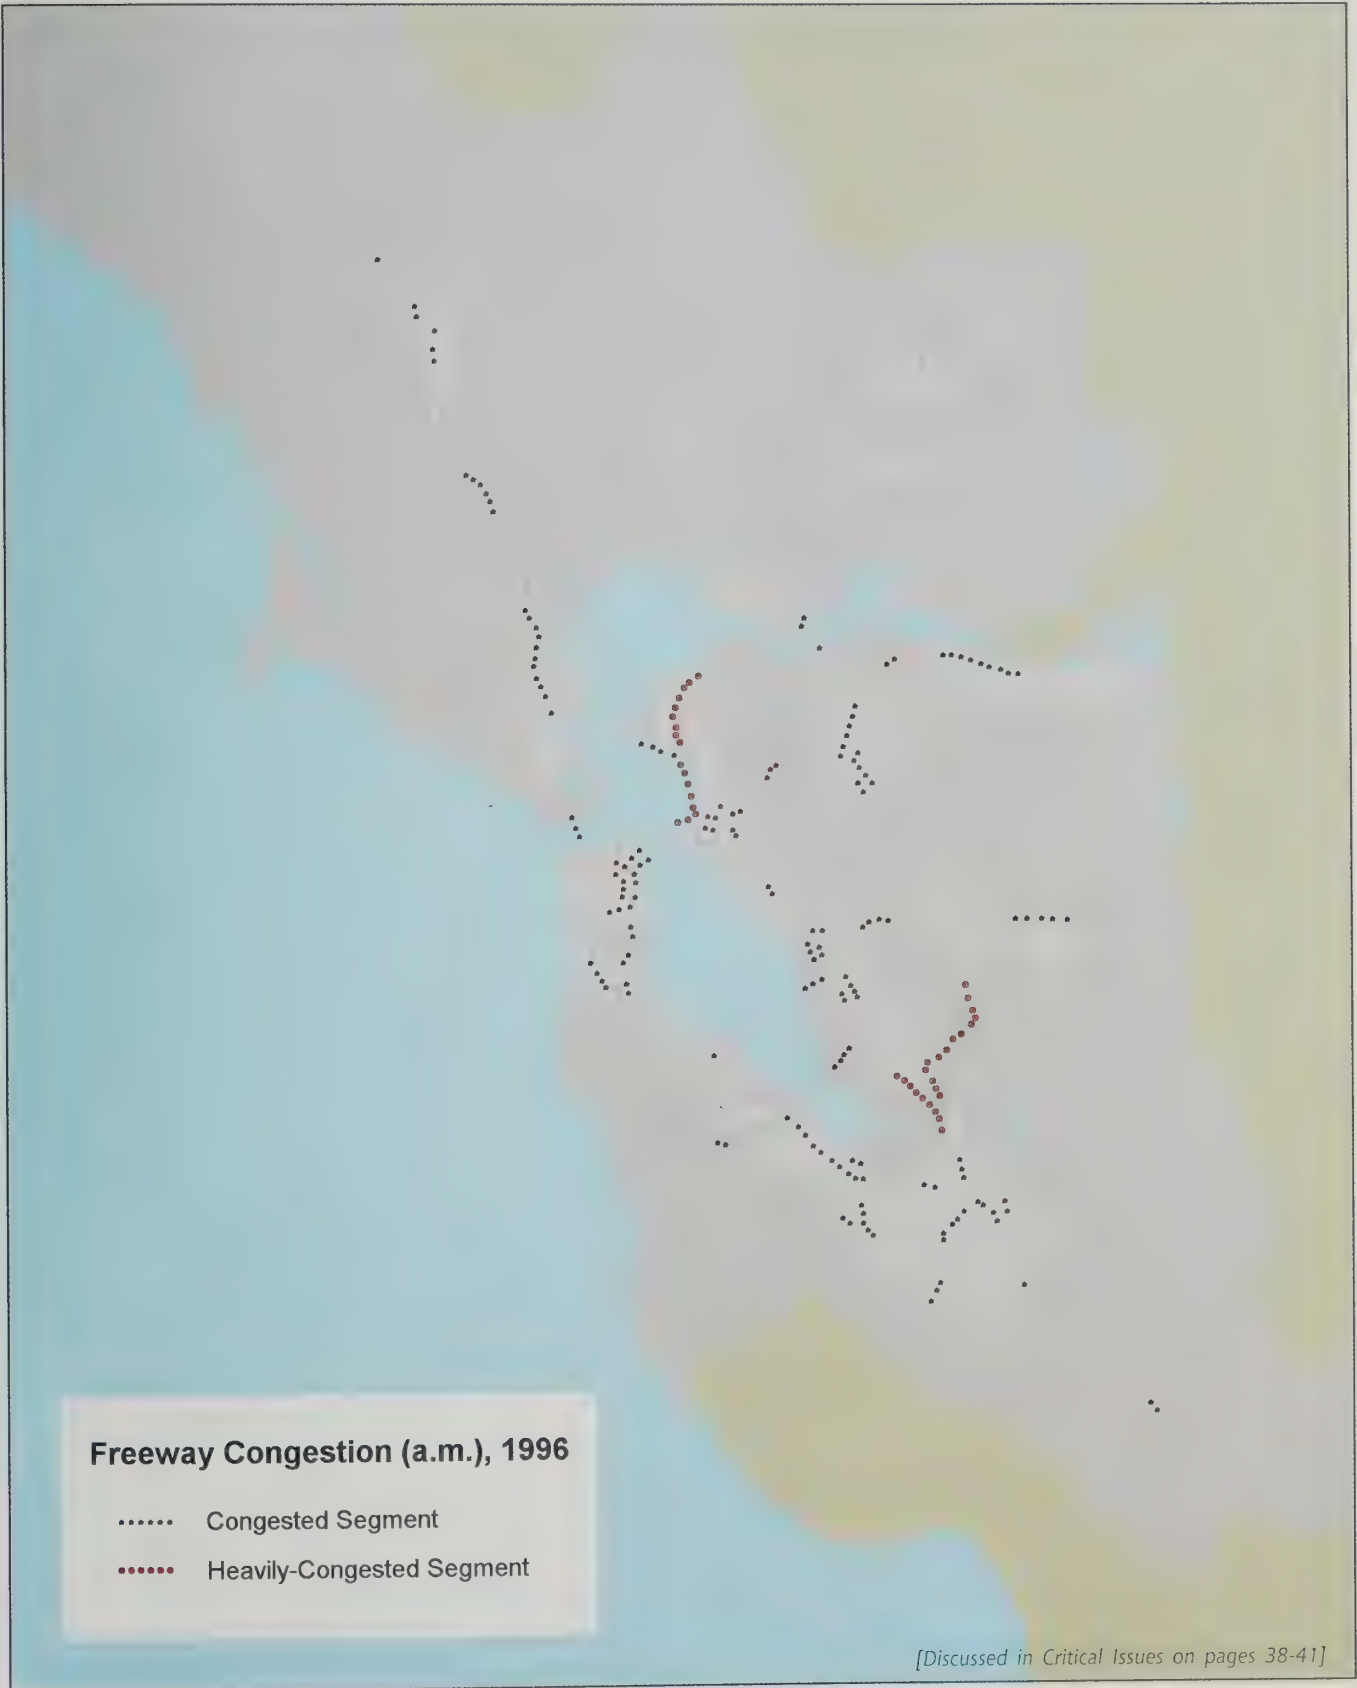 Freeway Congestion (a.m.), 1996
Congested Segment
Heavily-Congested Segment
[Discussed in Critical Issues on pages 38-41]